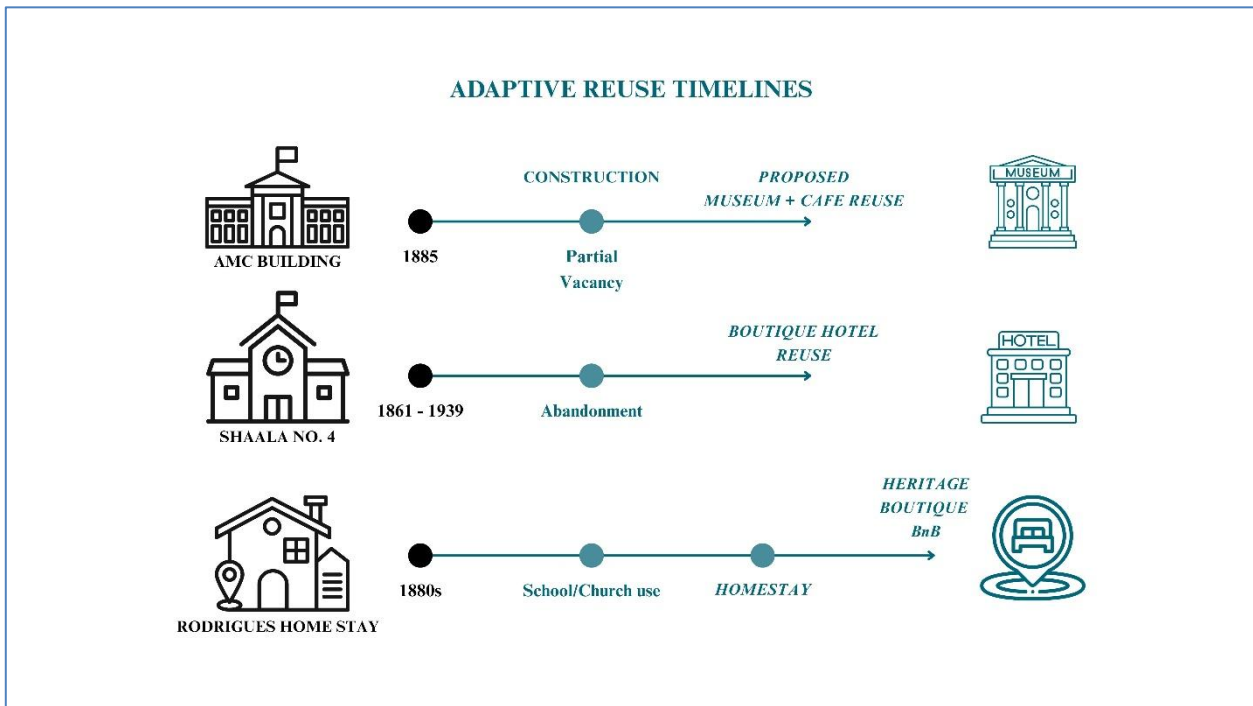 ADAPTIVE REUSE TIMELINES
CONSTRUCTION
PROPOSED
MUSEUM + CAFE REUSE
MUSEUM
AMC BUILDING
1885
Partial
Vacancy
BOUTIQUE HOTEL
REUSE
HOTEL
1861 - 1939
Abandonment
SHAALA NO. 4
HERITAGE
BOUTIQUE
BnB
1880s
School/Church use
HOMESTAY
RODRIGUES HOME STAY